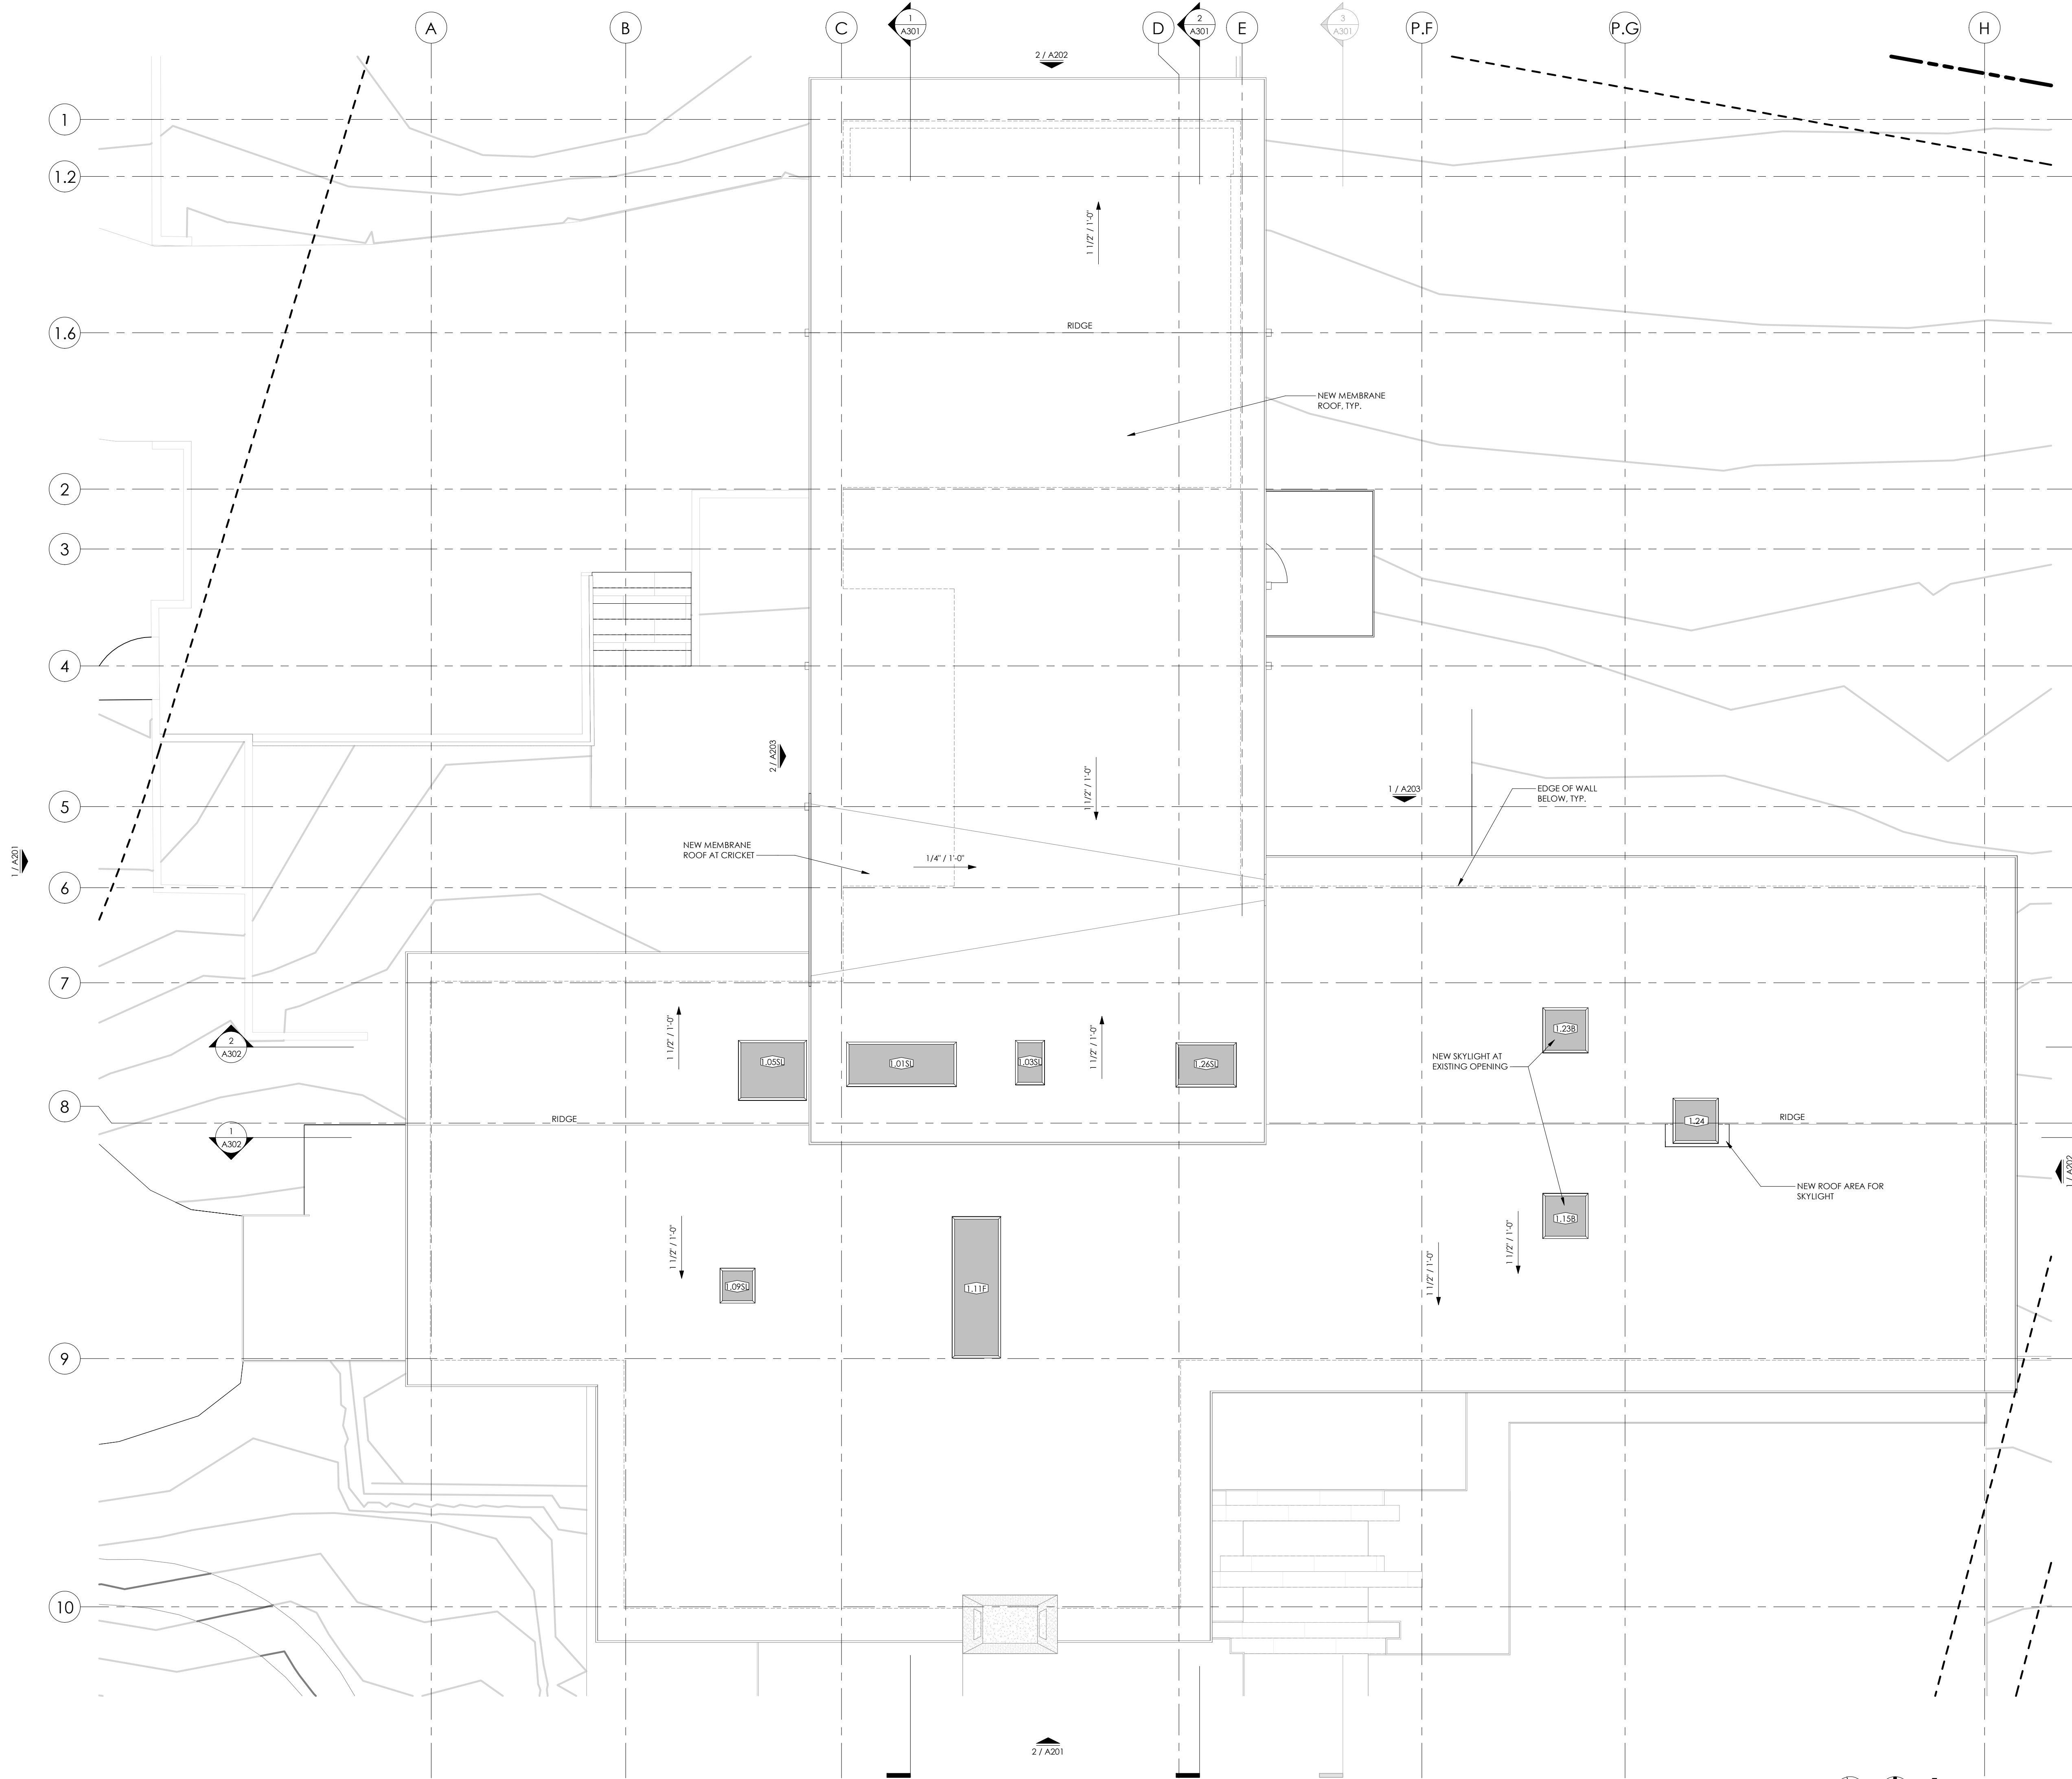 A
B
C
1
A301
D
2
A301
E
3
A301
P.F
P.G
H
2 / A202
1
1.2
1 1/2" / 1'-0"
1.6
RIDGE
NEW MEMBRANE
ROOF, TYP.
2
3
4
2 / A203
1 1/2" / 1'-0"
1 / A203
EDGE OF WALL
BELOW, TYP.
5
NEW MEMBRANE
ROOF AT CRICKET
1/4" / 1'-0"
1 / A201
6
7
1 1/2" / 1'-0"
1 1/2" / 1'-0"
2
A302
1.05SL
1.01SL
1.03SL
1.26SL
1.23B
NEW SKYLIGHT AT
EXISTING OPENING
8
RIDGE
1.24
RIDGE
1
A302
1 / A202
NEW ROOF AREA FOR
SKYLIGHT
1.15B
1 1/2" / 1'-0"
1 1/2" / 1'-0"
1 1/2" / 1'-0"
1.09SL
1.11F
9
10
2 / A201